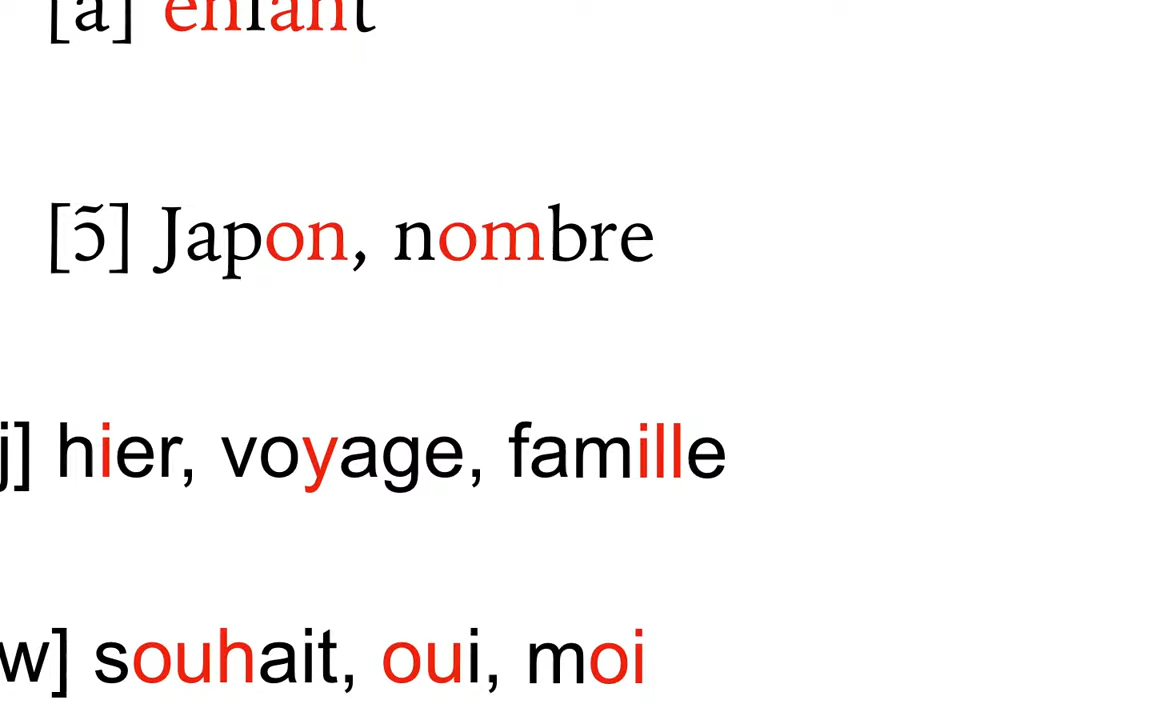 [ɑ] enfant
[ɔ̃] Japon, nombre
j] hier, voyage, famille
w] souhait, oui, moi